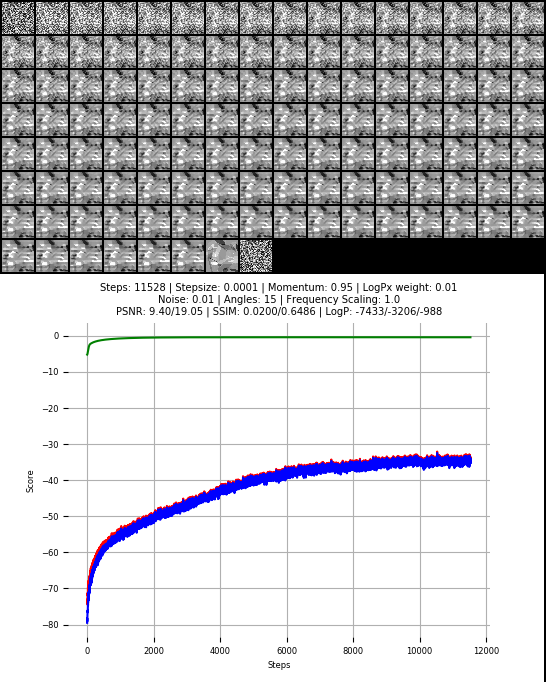 Steps: 11528 | Stepsize: 0.0001 | Momentum: 0.95 | LogPx weight: 0.01
Noise: 0.01 | Angles: 15 | Frequency Scaling: 1.0
PSNR: 9.40/19.05 | SSIM: 0.0200/0.6486 | LogP: -7433/-3206/-988
0
−10
−20
−30
−40
−50
−60
−70
−80
Score
0 2000 4000 6000 8000 10000 12000
Steps